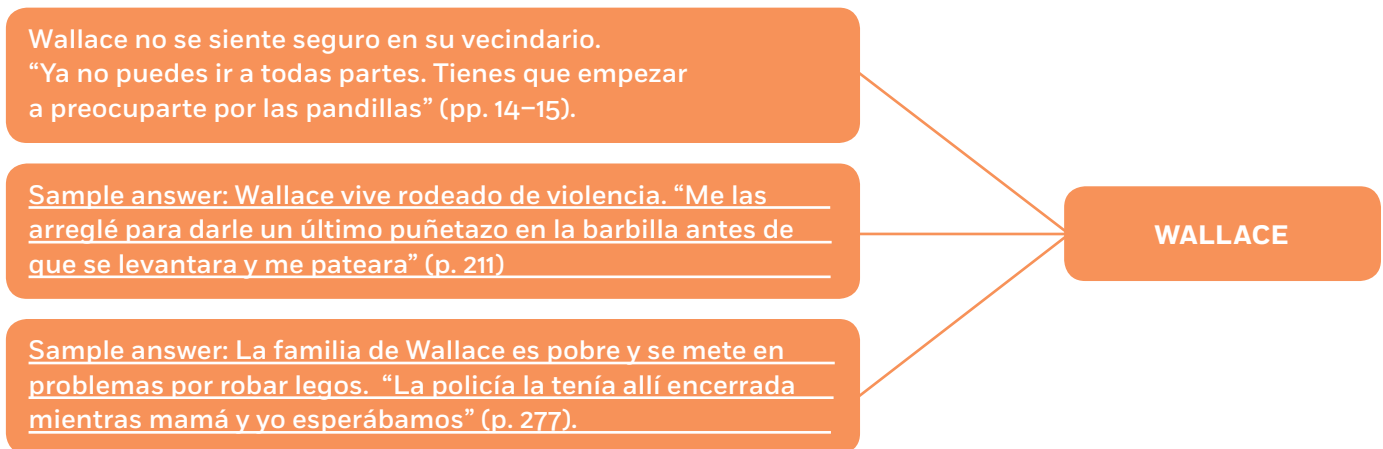 Wallace no se siente seguro en su vecindario.
“Ya no puedes ir a todas partes. Tienes que empezar
a preocuparte por las pandillas” (pp. 14–15).
Sample answer: Wallace vive rodeado de violencia. “Me las
arreglé para darle un último puñetazo en la barbilla antes de
que se levantara y me pateara” (p. 211)
Sample answer: La familia de Wallace es pobre y se mete en
problemas por robar legos.  “La policía la tenía allí encerrada
mientras mamá y yo esperábamos” (p. 277).
WALLACE